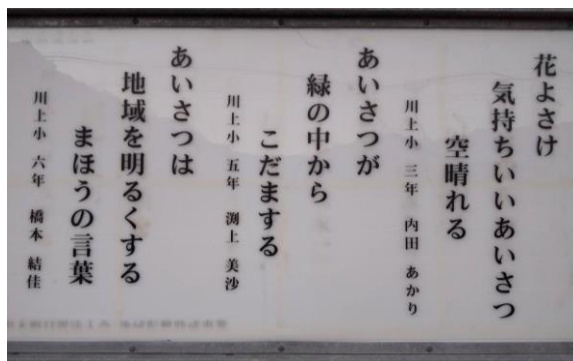 花よさけ
気持ちいいあいさつ
空晴れる
川上小 三年 内田 あかり
あいさつが
緑の中から
こだまする
川上小 五年 渕上 美沙
あいさつは
地域を明るくする
まほうの言葉
川上小 六年 橋本 結佳